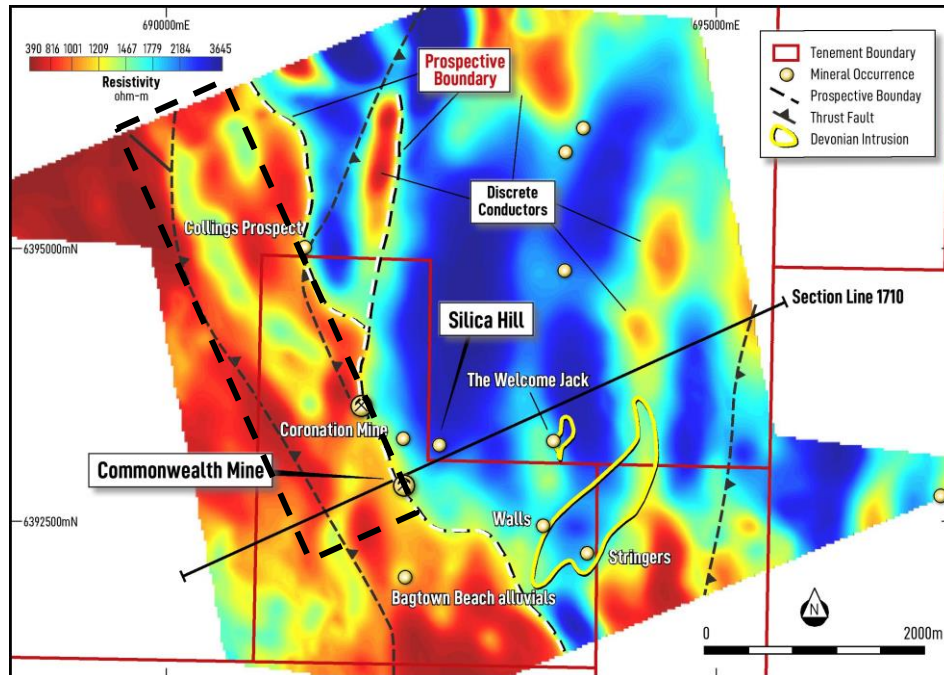 690000mE
695000mE
390 816 1001 1209 1467 1779 2184 3645
Resistivity
ohm-m
Prospective
Boundary
Tenement Boundary
Mineral Occurrence
Prospective Bounday
Thrust Fault
Devonian Intrusion
Discrete
Conductors
Collings Prospect
6395000mN
Section Line 1710
Silica Hill
The Welcome Jack
Coronation Mine
Commonwealth Mine
6392500mN
Walls
Stringers
Bagtown Beach alluvials
N
0 2000m